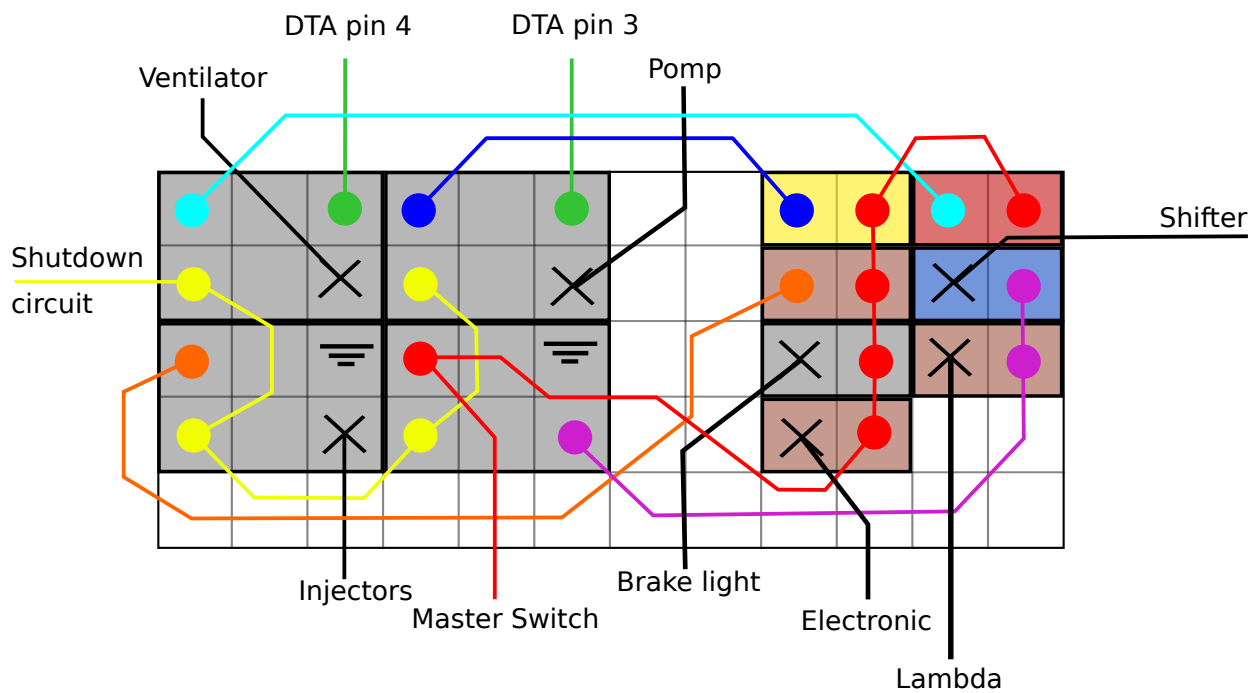 DTA pin 4
DTA pin 3
Ventilator
Pomp
Shifter
Shutdown
circuit
Injectors
Master Switch
Brake light
Electronic
Lambda